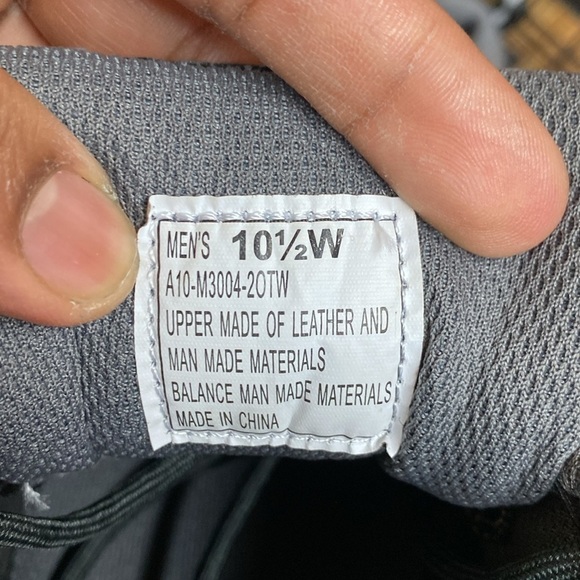 MEN'S 10½W
A10-M3004-2OTW
UPPER MADE OF LEATHER AND
MAN MADE MATERIALS
BALANCE MAN MADE MATERIALS
MADE IN CHINA